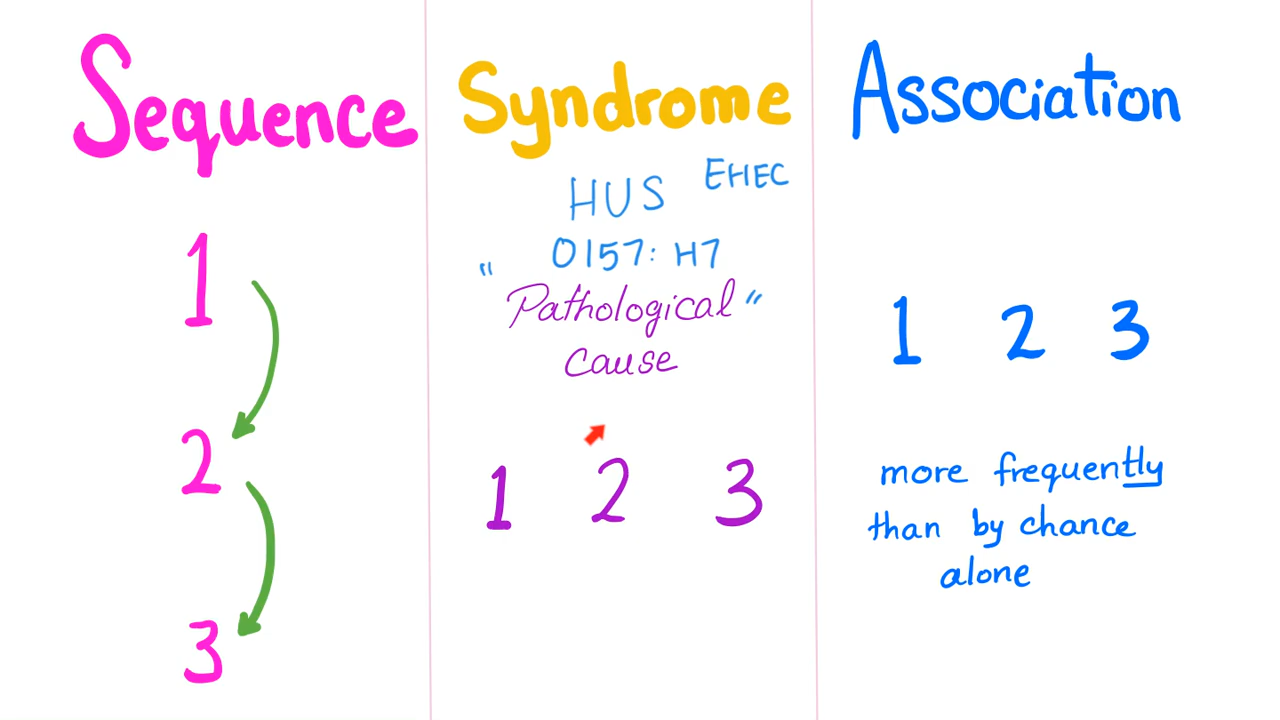 Sequence
1
2
3
Syndrome
HUS EHEC
O157: H7
"Pathological"
cause
1 2 3
Association
1 2 3
more frequently
than by chance
alone